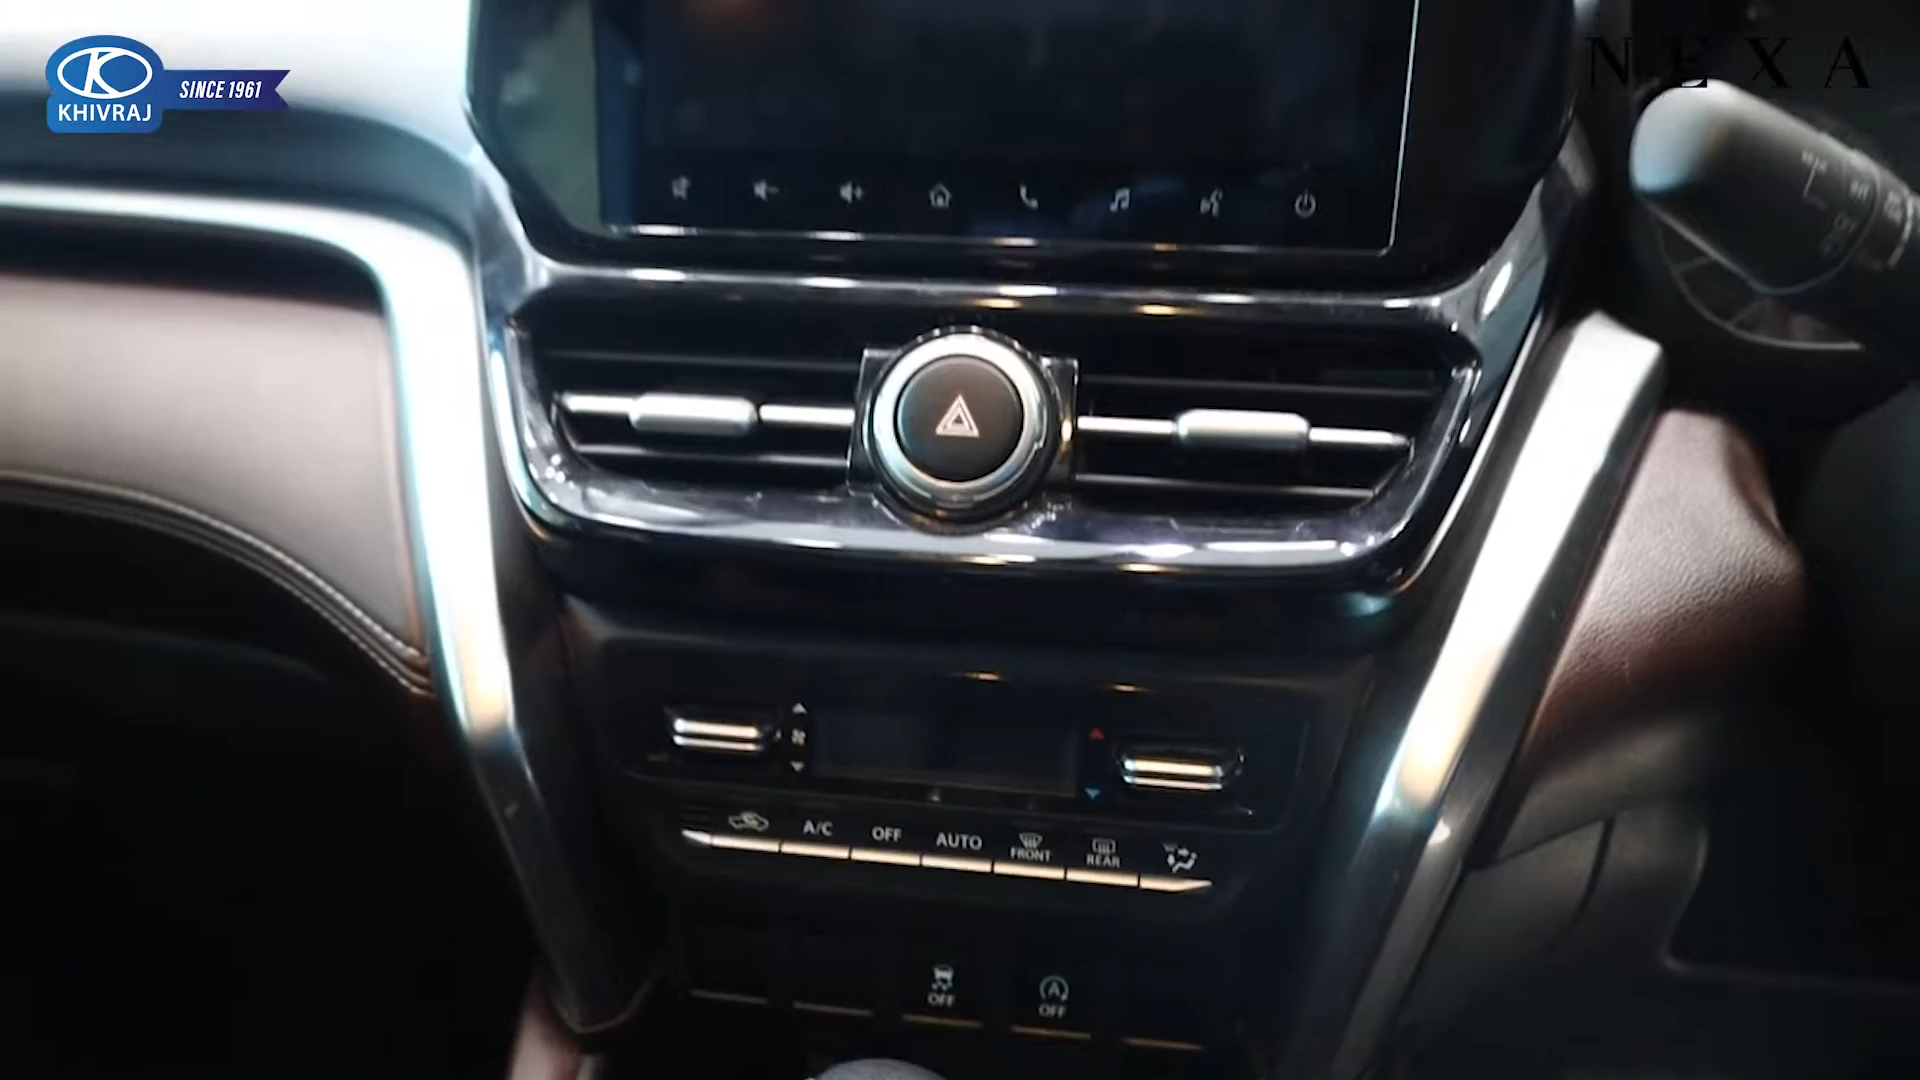 KHIVRAJ
SINCE 1961
NEXA
A/C
OFF
AUTO
FRONT
REAR
OFF
A
OFF